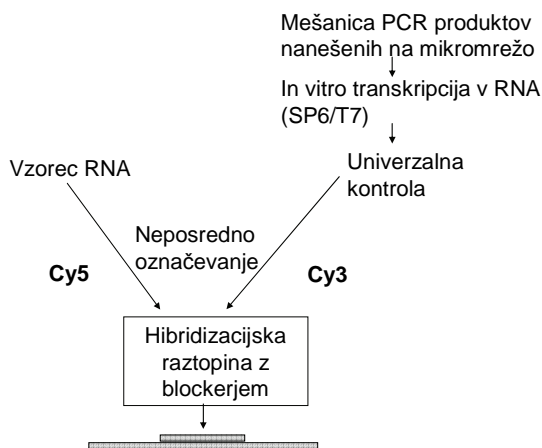 Mešanica PCR produktov
nanešenih na mikromrežo
In vitro transkripcija v RNA
(SP6/T7)
Univerzalna
kontrola
Vzorec RNA
Neposredno
označevanje
Cy5
Cy3
Hibridizacijska
raztopina z
blockerjem